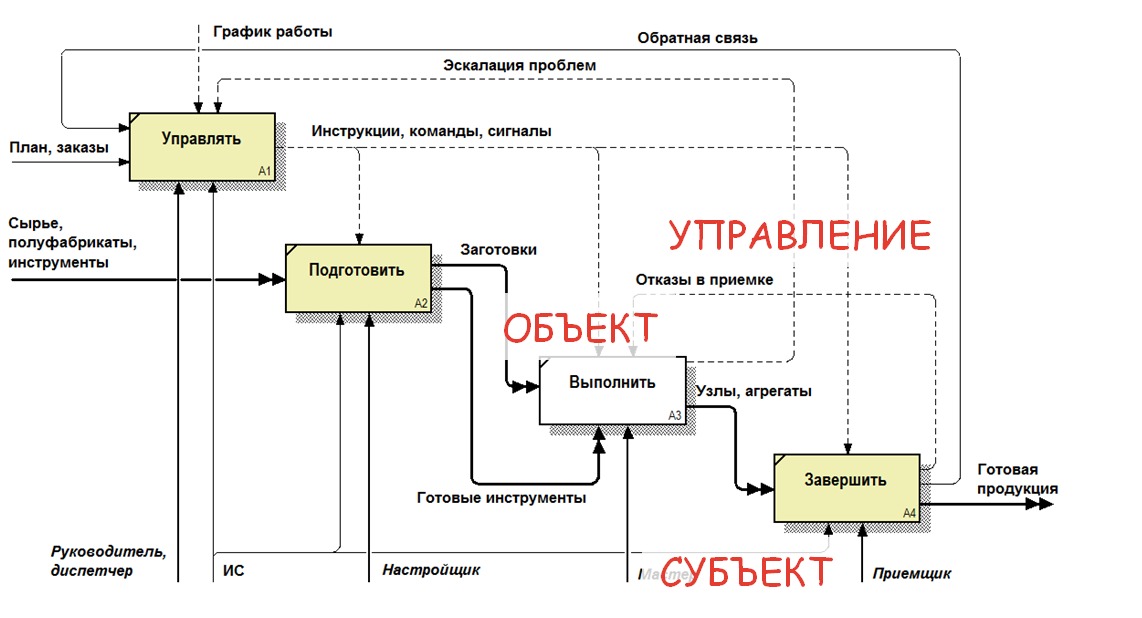 График работы
Обратная связь
Эскалация проблем
Инструкции, команды, сигналы
Управлять
A1
План, заказы
Сырье,
полуфабрикаты,
инструменты
УПРАВЛЕНИЕ
Заготовки
Подготовить
A2
Отказы в приемке
ОБЪЕКТ
Выполнить
A3
Узлы, агрегаты
Завершить
A4
Готовая
продукция
Готовые инструменты
Руководитель,
диспетчер
ИС
Настройщик
Мастер
СУБЪЕКТ
Приемщик